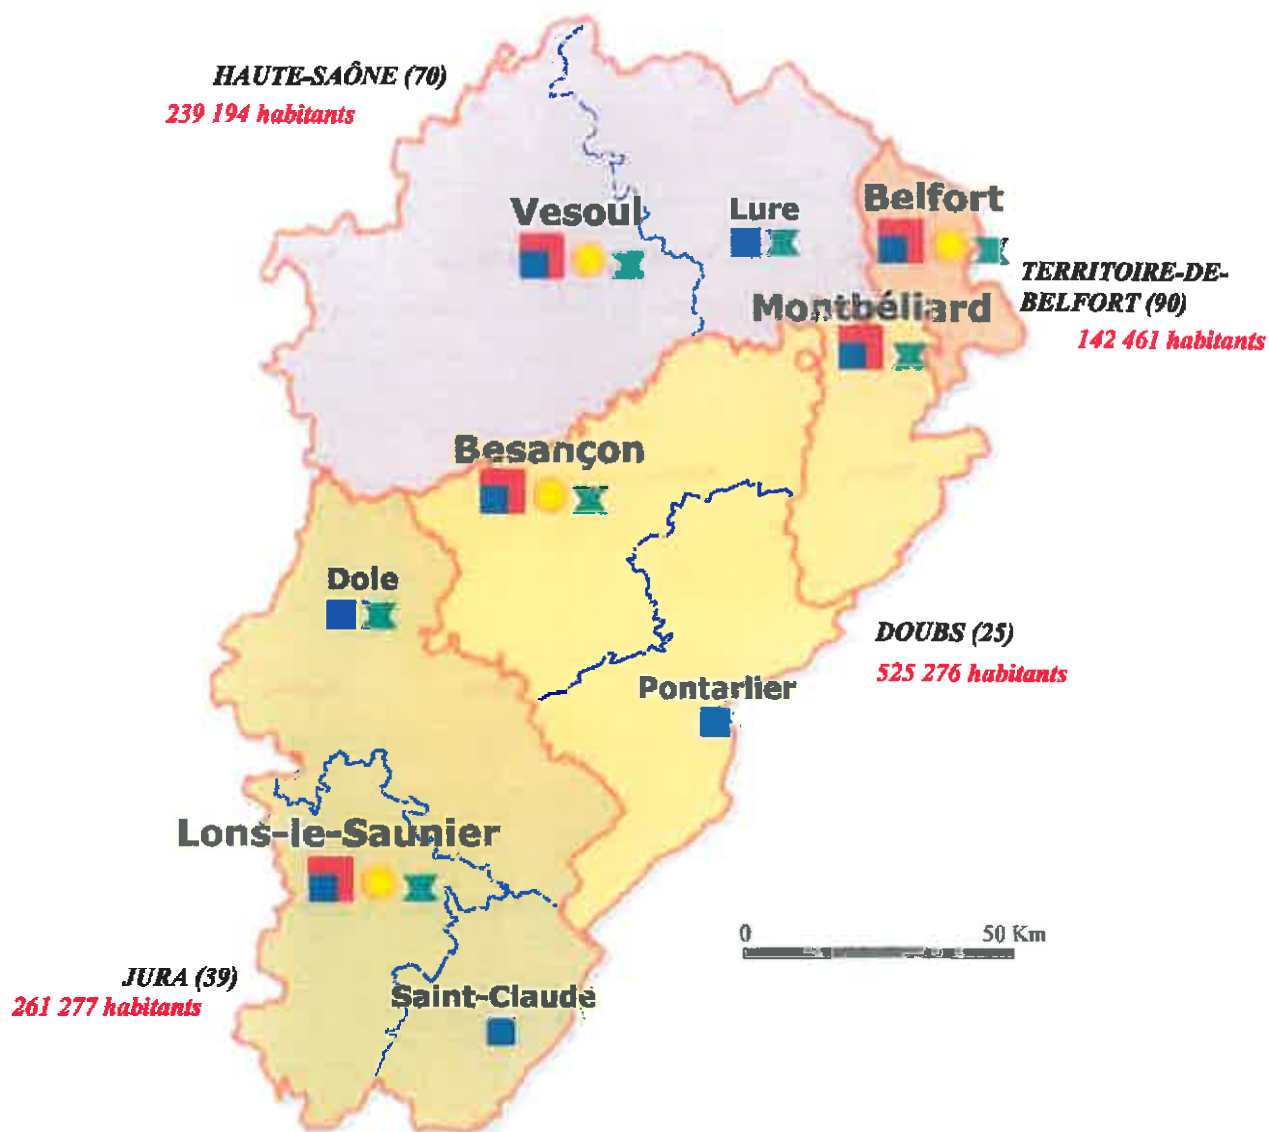 HAUTE-SAÔNE (70)
239 194 habitants
Vesoul
Lure
Belfort
TERRITOIRE-DE-
BELFORT (90)
142 461 habitants
Montbéliard
Besançon
Dole
DOUBS (25)
525 276 habitants
Pontarlier
Lons-le-Saunier
0 50 Km
JURA (39)
261 277 habitants
Saint-Claude